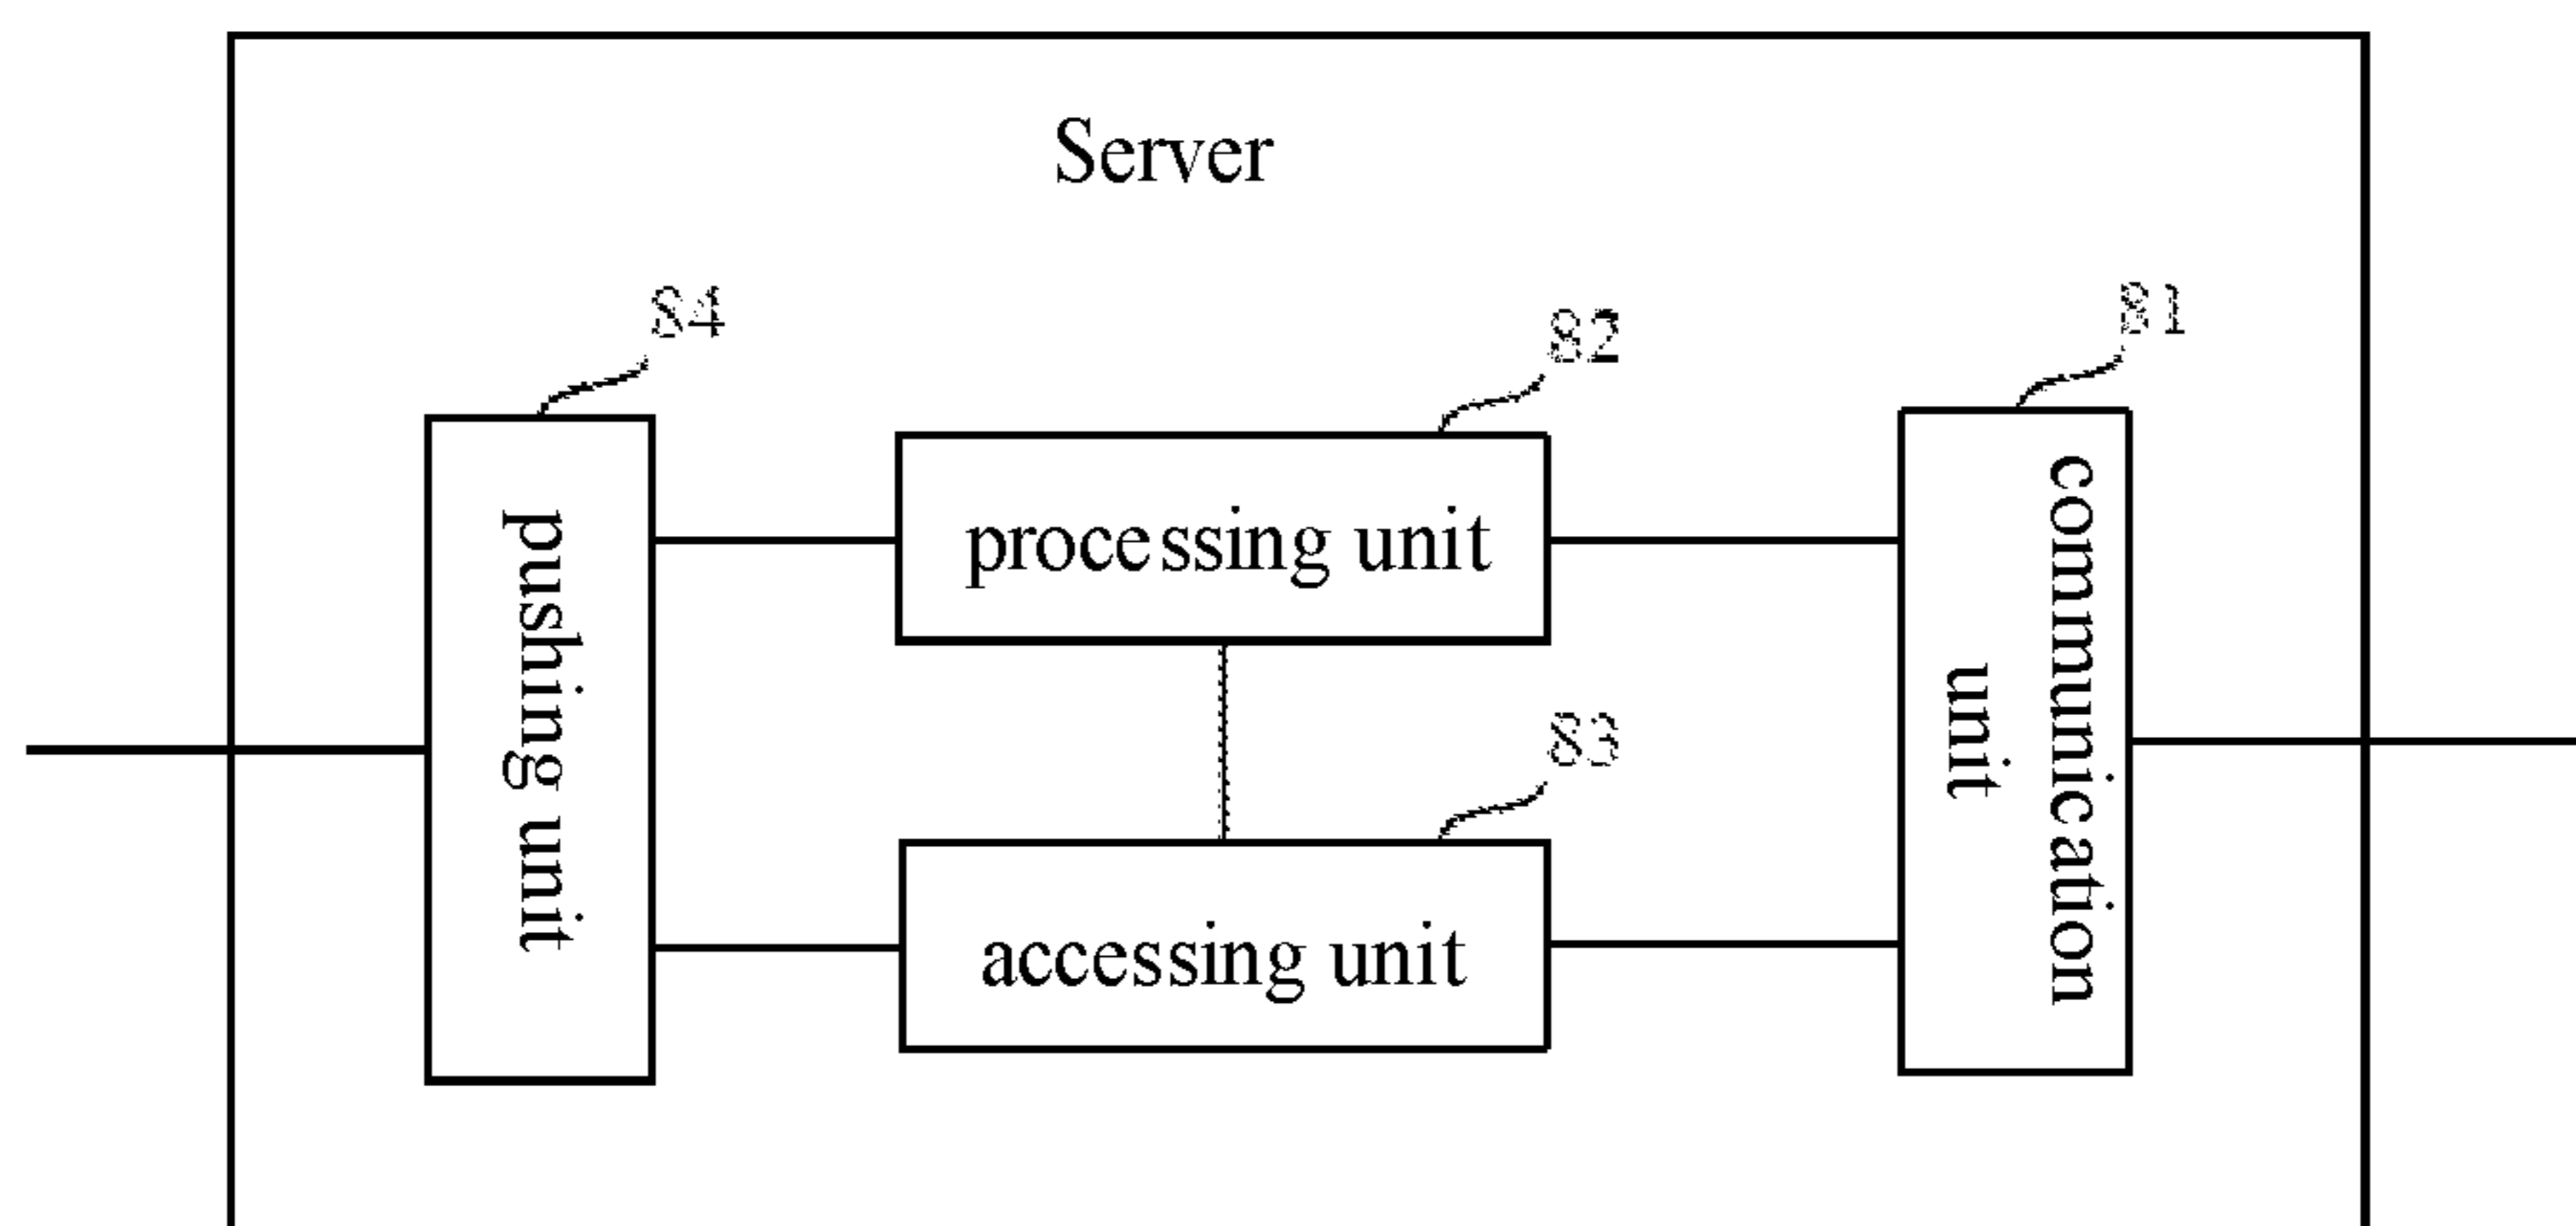 Server
84
82
81
pushing unit
processing unit
communication
unit
83
accessing unit